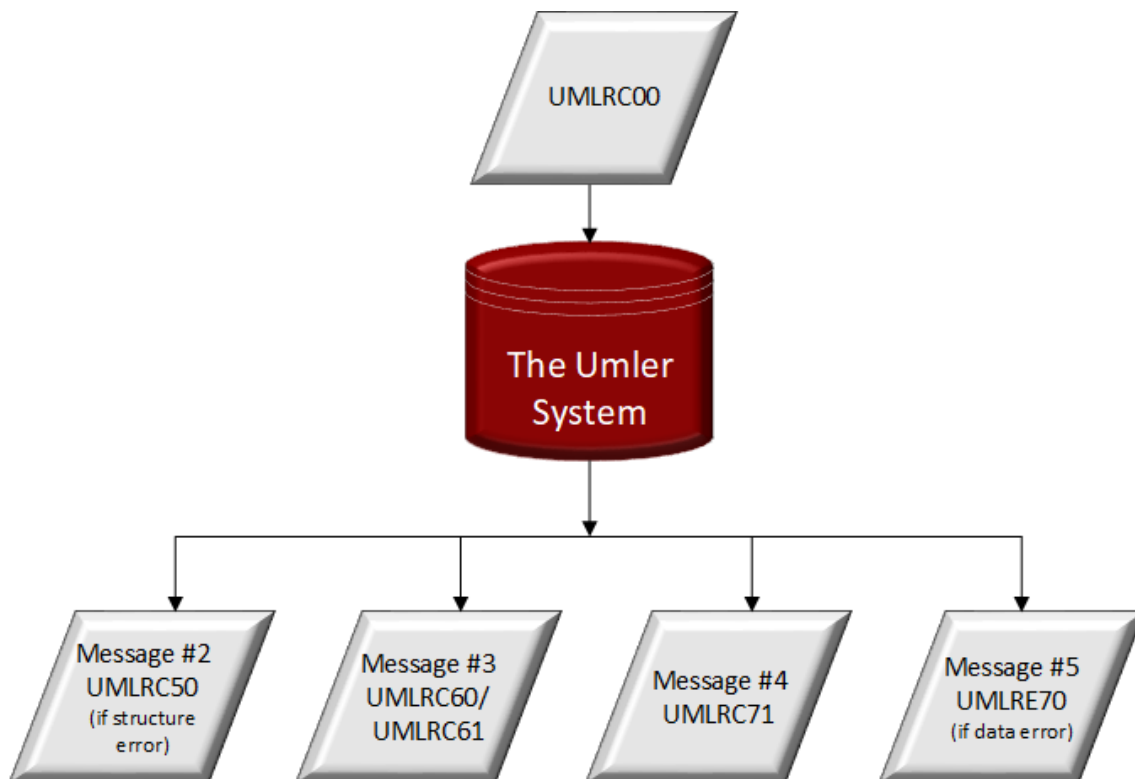 UMLRC00
The Umler
System
Message #2
UMLRC50
(if structure
error)
Message #3
UMLRC60/
UMLRC61
Message #4
UMLRC71
Message #5
UMLRE70
(if data error)